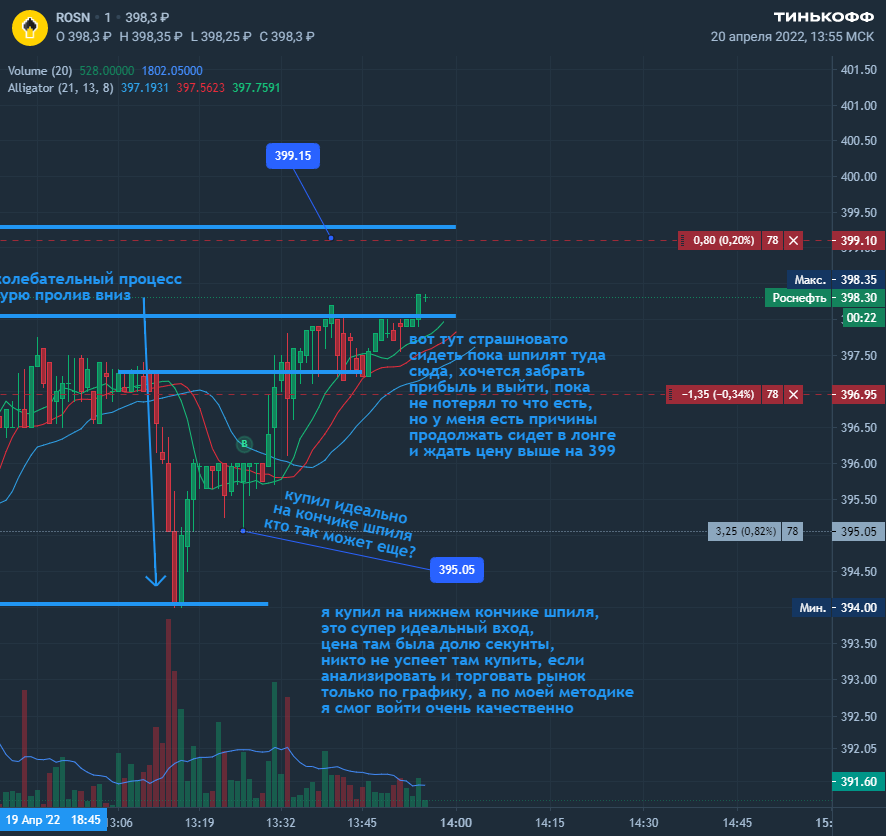 ROSN · 1 · 398,3 ₽
ТИНЬКОФФ
О 398,3 ₽ Н 398,35 ₽ L 398,25 ₽ С 398,3 ₽
20 апреля 2022, 13:55 МСК
Volume (20) 528.00000 1802.05000
Alligator (21, 13, 8) 397.1931 397.5623 397.7591
401.50
401.00
400.50
399.15
400.00
399.50
0,80 (0,20%) 78 399.10
колебательный процесс
Макс. 398.35
урю пролив вниз
Роснефть 398.30
00:22
вот тут страшновато
сидеть пока шпилят туда
сюда, хочется забрать
прибыль и выйти, пока
не потерял то что есть,
но у меня есть причины
продолжать сидет в лонге
и ждать цену выше на 399
397.50
−1,35 (−0,34%) 78 396.95
396.50
B
396.00
395.50
купил идеально
на кончике шпиля
кто так может еще?
3,25 (0,82%) 78 395.05
395.05
394.50
Мин. 394.00
я купил на нижнем кончике шпиля,
это супер идеальный вход,
цена там была долю секунты,
никто не успеет там купить, если
анализировать и торговать рынок
только по графику, а по моей методике
я смог войти очень качественно
393.50
393.00
392.50
392.05
391.60
19 Апр '22 18:45 13:06 13:19 13:32 13:45 14:00 14:15 14:30 14:45 15: